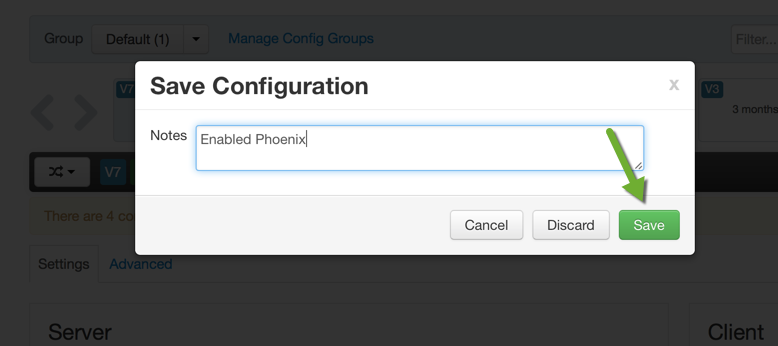 Group Default (1) Manage Config Groups Filter...
V7 V3
3 months
Save Configuration x
Notes Enabled Phoenix
V7
There are 4 co
Cancel Discard Save
Settings Advanced
Server Client